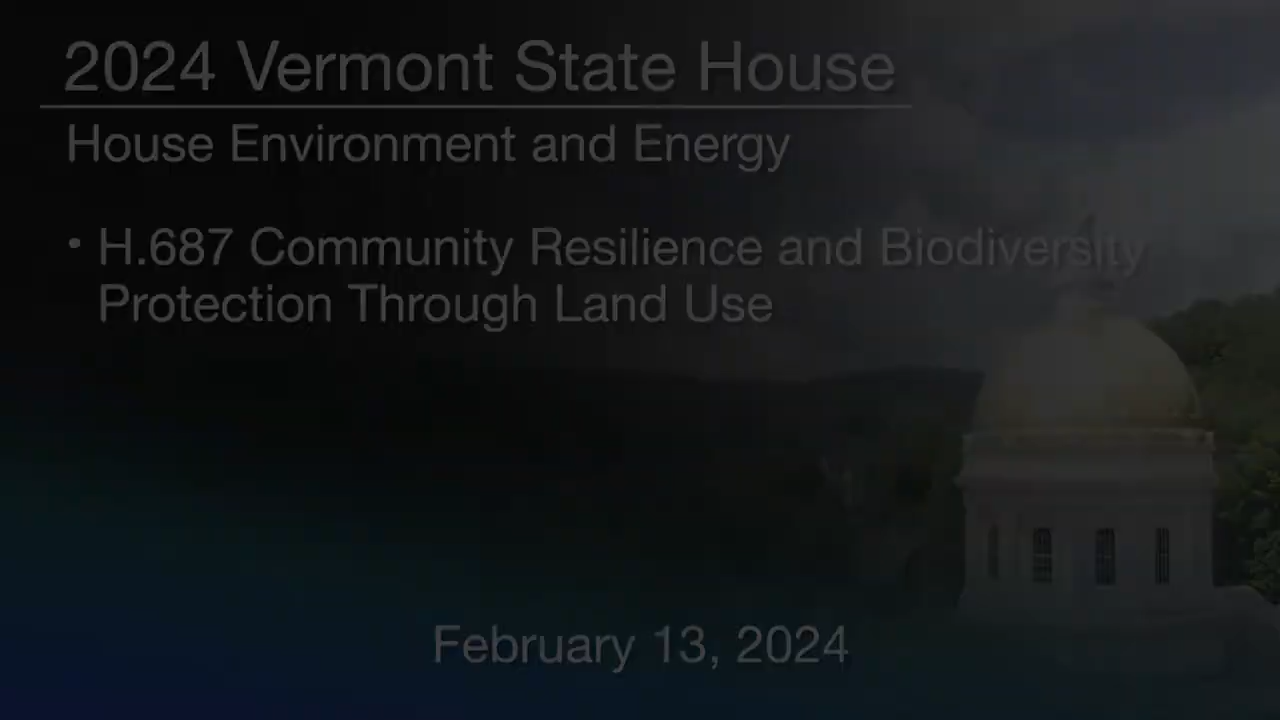 2024 Vermont State House
House Environment and Energy
• H.687 Community Resilience and Biodiversity
Protection Through Land Use
February 13, 2024